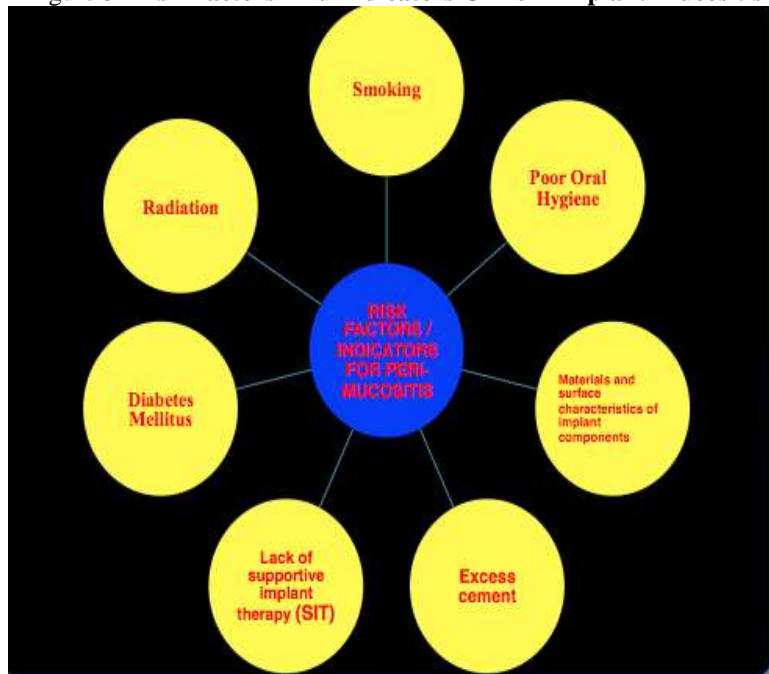 Smoking
Poor Oral
Hygiene
Radiation
RISK
FACTORS /
INDICATORS
FOR PERI-
MUCOSITIS
Materials and
surface
characteristics of
implant
components
Diabetes
Mellitus
Lack of
supportive
implant
therapy (SIT)
Excess
cement